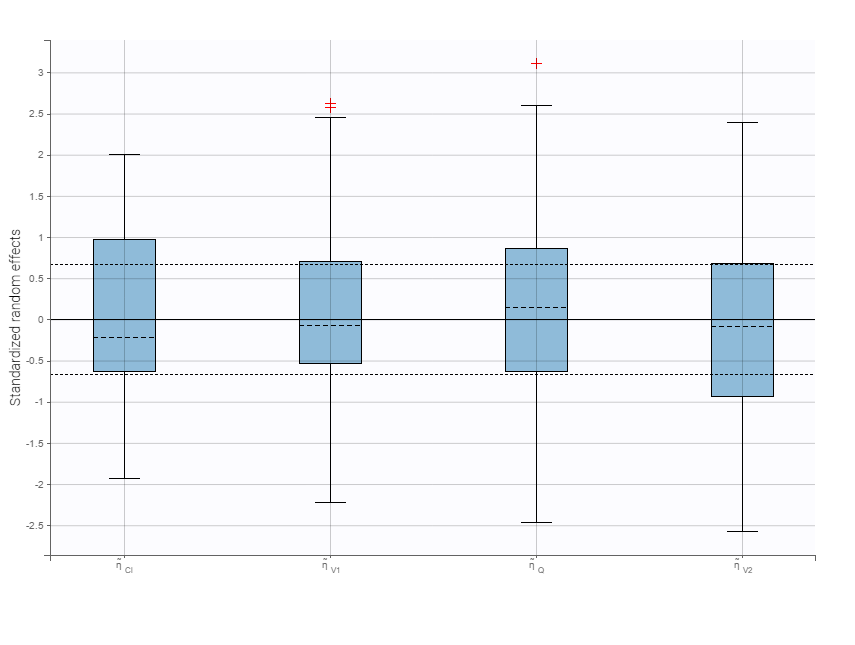 Standardized random effects
3
2.5
2
1.5
1
0.5
0
-0.5
-1
-1.5
-2
-2.5
η̃ Cl
η̃ V1
η̃ Q
η̃ V2